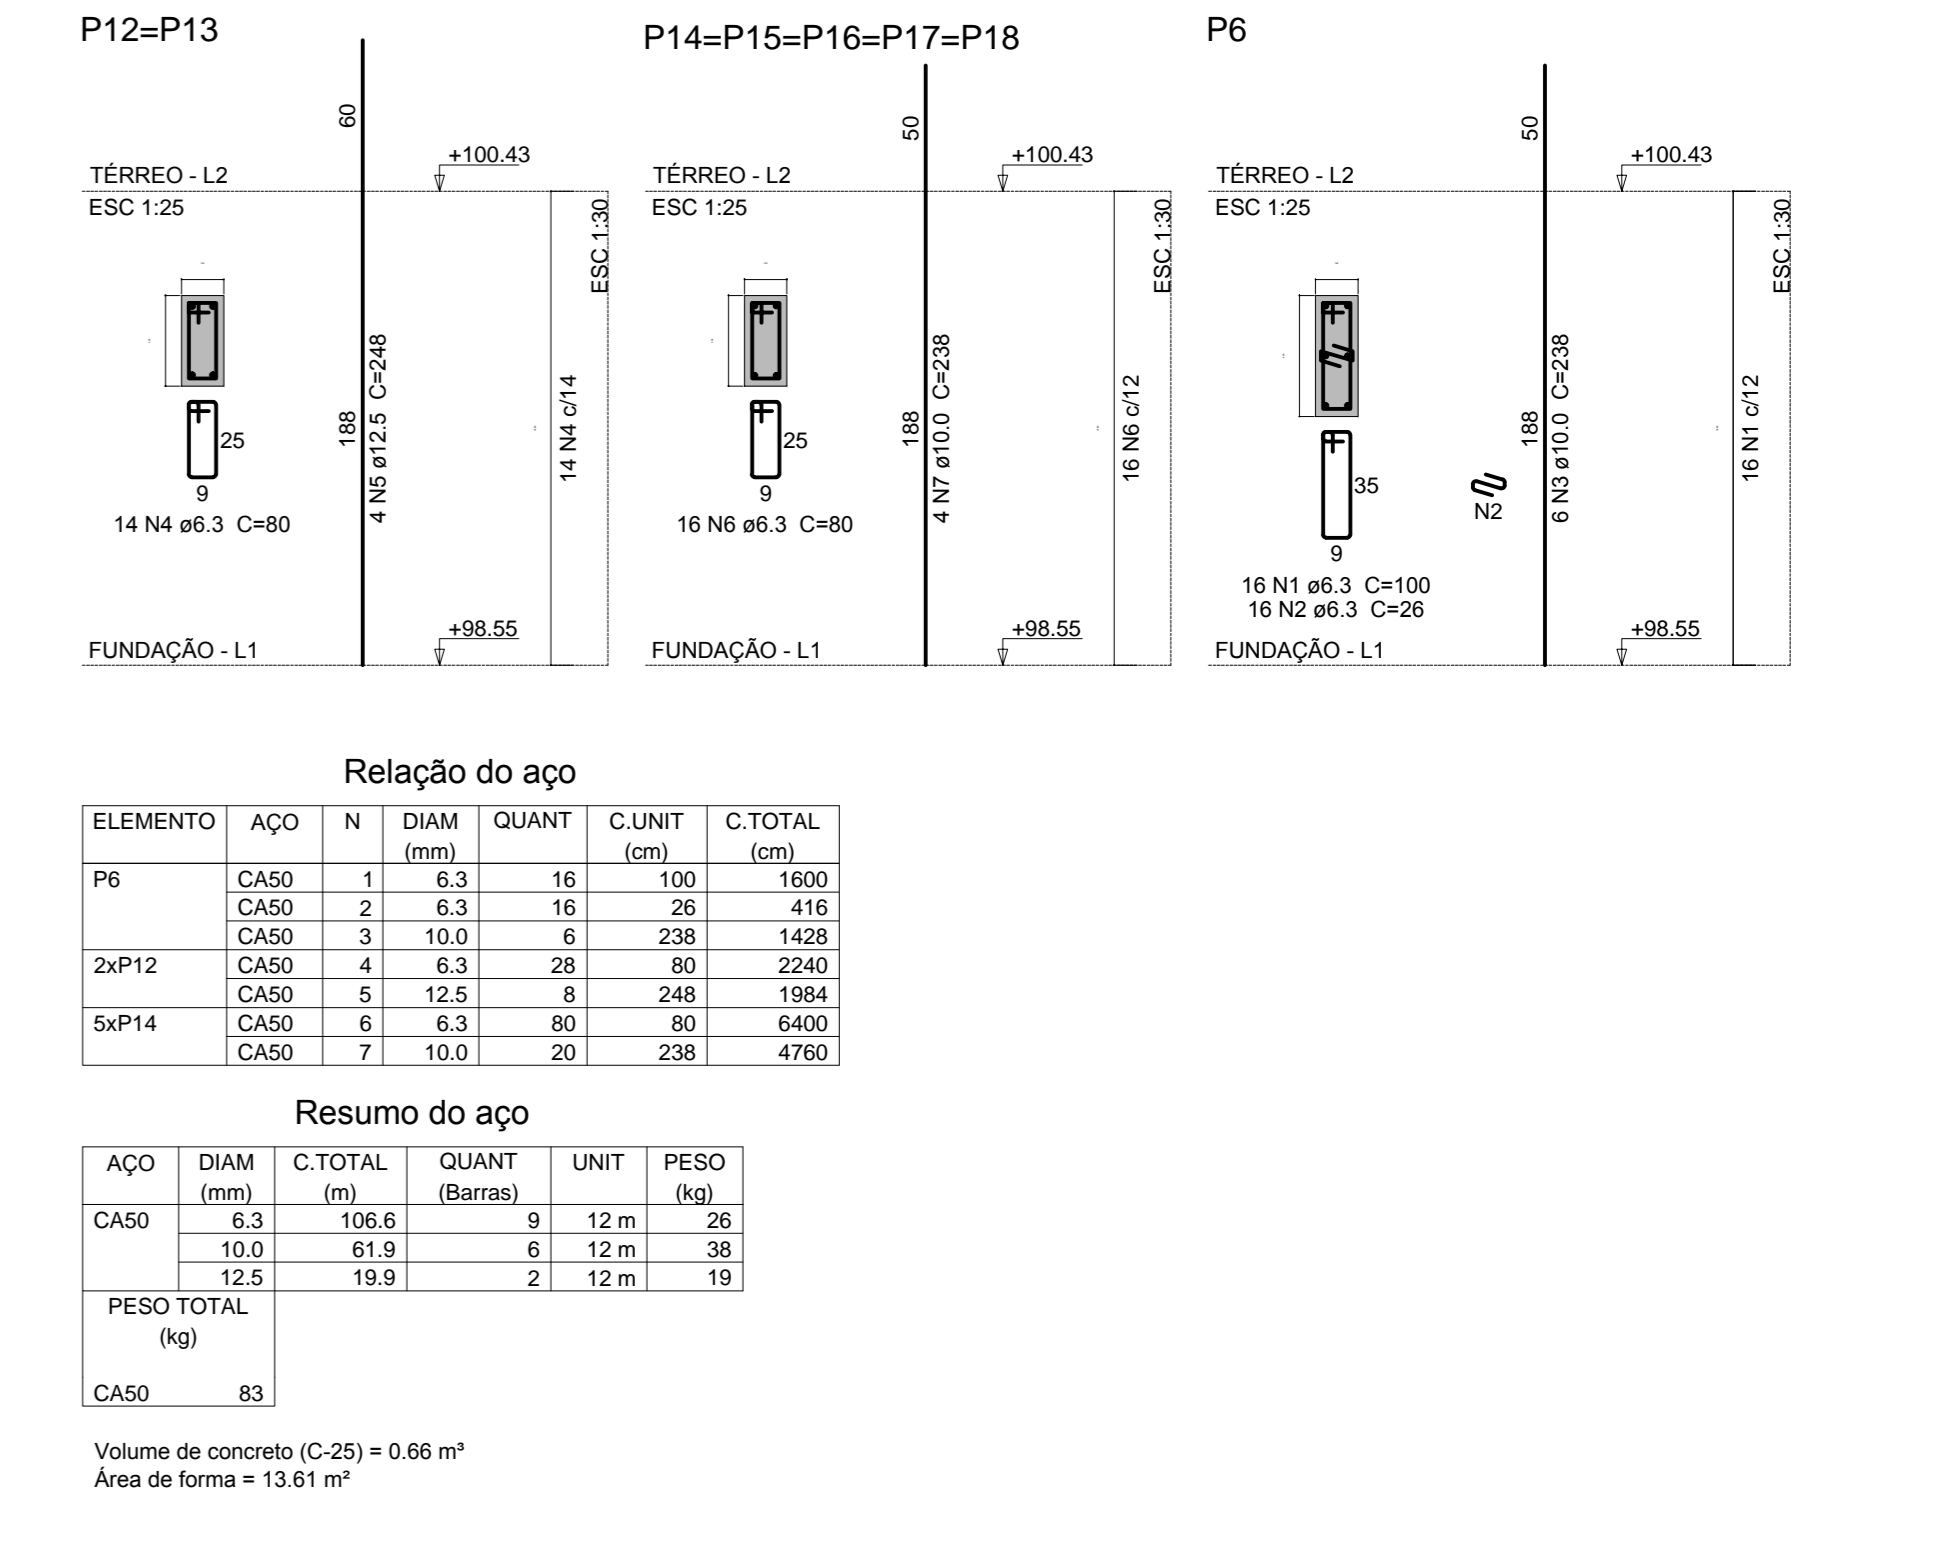 P12=P13
60
TÉRREO - L2
+100.43
ESC 1:25
ESC 1:30
25
9
14 N4 ø6.3 C=80
188
4 N5 ø12.5 C=248
14 N4 c/14
+98.55
FUNDAÇÃO - L1
P14=P15=P16=P17=P18
50
TÉRREO - L2
+100.43
ESC 1:25
ESC 1:30
25
9
16 N6 ø6.3 C=80
188
4 N7 ø10.0 C=238
16 N6 c/12
+98.55
FUNDAÇÃO - L1
P6
50
TÉRREO - L2
+100.43
ESC 1:25
ESC 1:30
35
9
16 N1 ø6.3 C=100
16 N2 ø6.3 C=26
N2
188
6 N3 ø10.0 C=238
16 N1 c/12
+98.55
FUNDAÇÃO - L1
Relação do aço
ELEMENTO AÇO N DIAM QUANT C.UNIT C.TOTAL
(mm) (cm) (cm)
P6 CA50 1 6.3 16 100 1600
CA50 2 6.3 16 26 416
CA50 3 10.0 6 238 1428
2xP12 CA50 4 6.3 28 80 2240
CA50 5 12.5 8 248 1984
5xP14 CA50 6 6.3 80 80 6400
CA50 7 10.0 20 238 4760
Resumo do aço
AÇO DIAM C.TOTAL QUANT UNIT PESO
(mm) (m) (Barras) (kg)
CA50 6.3 106.6 9 12 m 26
10.0 61.9 6 12 m 38
12.5 19.9 2 12 m 19
PESO TOTAL
(kg)
CA50 83
Volume de concreto (C-25) = 0.66 m³
Área de forma = 13.61 m²